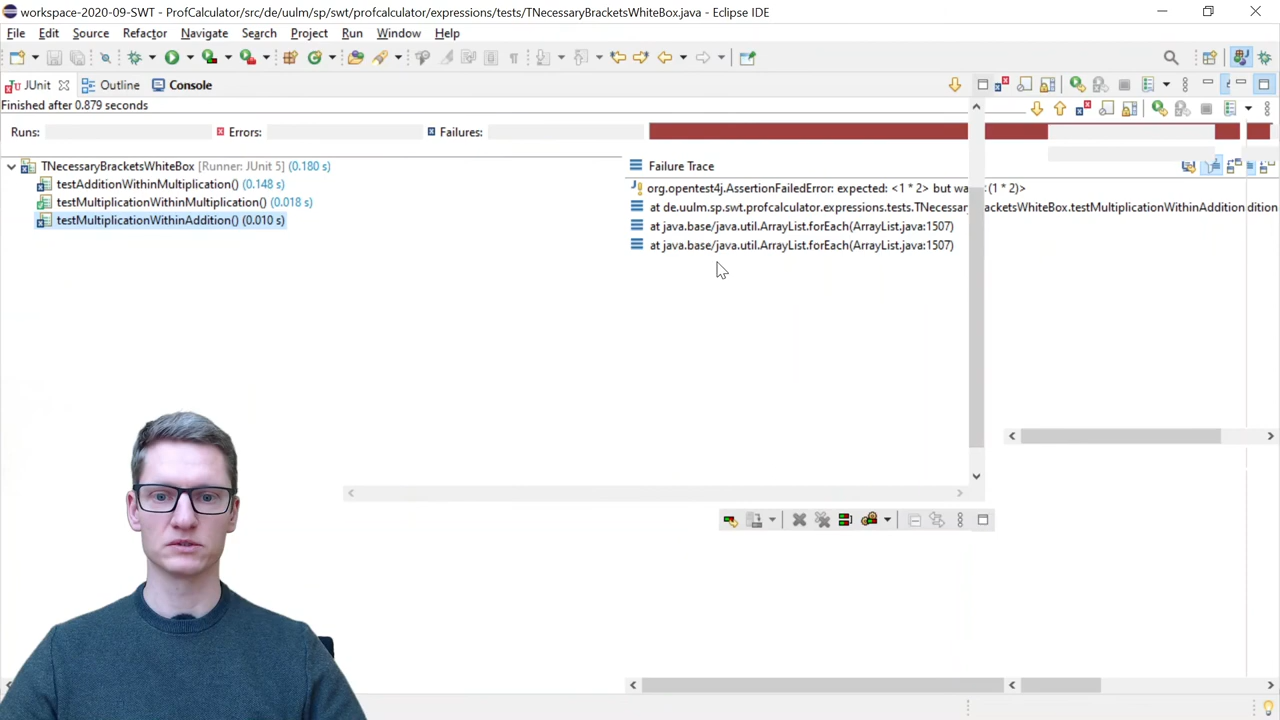 workspace-2020-09-SWT - ProfCalculator/src/de/uulm/sp/swt/profcalculator/expressions/tests/TNecessaryBracketsWhiteBox.java - Eclipse IDE
File Edit Source Refactor Navigate Search Project Run Window Help
JUnit Outline Console
Finished after 0.879 seconds
Runs: Errors: Failures:
TNecessaryBracketsWhiteBox [Runner: JUnit 5] (0.180 s)
testAdditionWithinMultiplication() (0.148 s)
testMultiplicationWithinMultiplication() (0.018 s)
testMultiplicationWithinAddition() (0.010 s)
Failure Trace
org.opentest4j.AssertionFailedError: expected: <1 * 2> but wa (1 * 2)>
at de.uulm.sp.swt.profcalculator.expressions.tests.TNecessar acketsWhiteBox.testMultiplicationWithinAddition dition
at java.base/java.util.ArrayList.forEach(ArrayList.java:1507)
at java.base/java.util.ArrayList.forEach(ArrayList.java:1507)